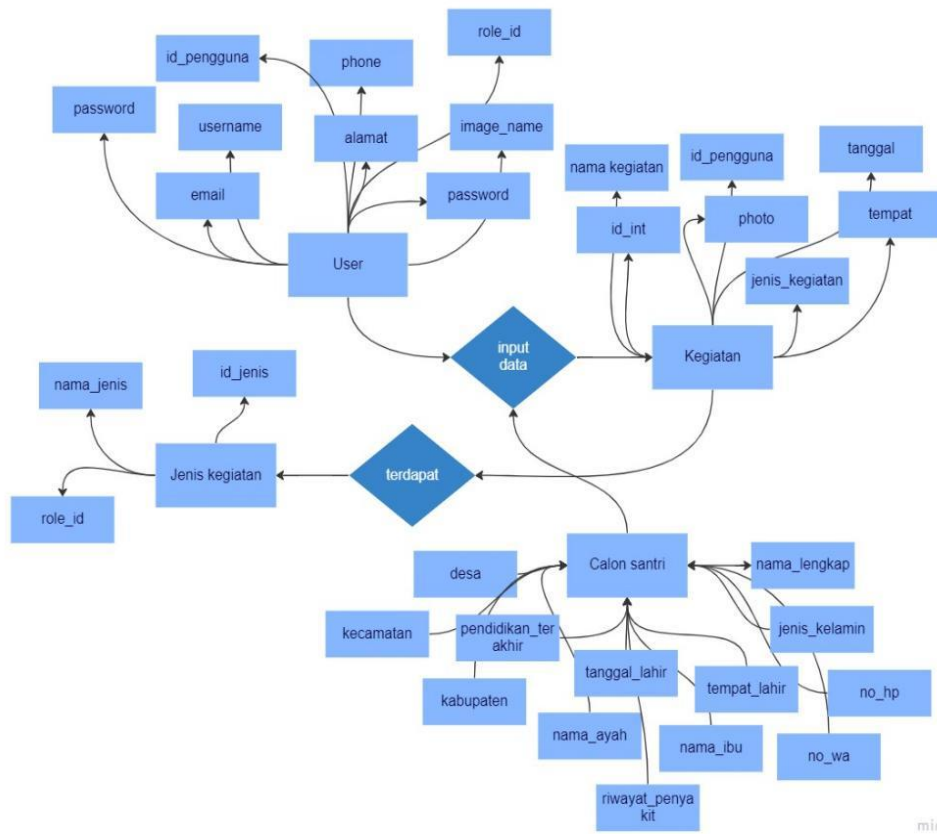 role_id
id_pengguna
phone
password
username
alamat
image_name
email
password
User
nama kegiatan
id_pengguna
tanggal
id_int
photo
tempat
jenis_kegiatan
Kegiatan
input
data
nama_jenis
id_jenis
Jenis kegiatan
terdapat
role_id
Calon santri
desa
nama_lengkap
kecamatan
pendidikan_ter
akhir
jenis_kelamin
tanggal_lahir
tempat_lahir
kabupaten
no_hp
nama_ayah
nama_ibu
no_wa
riwayat_penya
kit